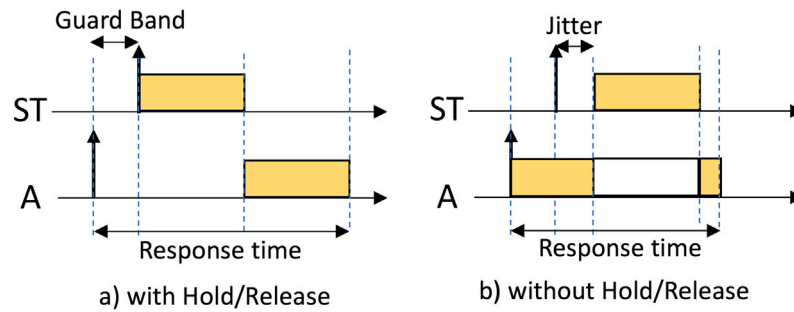 Guard Band
ST
A
Response time
a) with Hold/Release
Jitter
ST
A
Response time
b) without Hold/Release